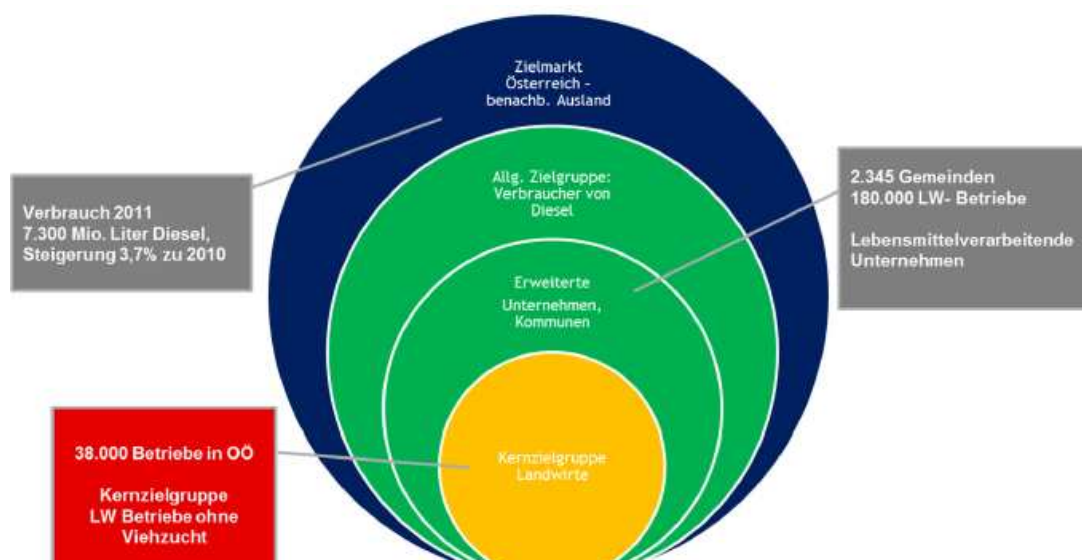 Zielmarkt
Österreich –
benachb. Ausland
Allg. Zielgruppe:
Verbraucher von
Diesel
Erweiterte
Unternehmen,
Kommunen
Kernzielgruppe
Landwirte
Verbrauch 2011
7.300 Mio. Liter Diesel,
Steigerung 3,7% zu 2010
2.345 Gemeinden
180.000 LW- Betriebe
Lebensmittelverarbeitende
Unternehmen
38.000 Betriebe in OÖ
Kernzielgruppe
LW Betriebe ohne
Viehzucht